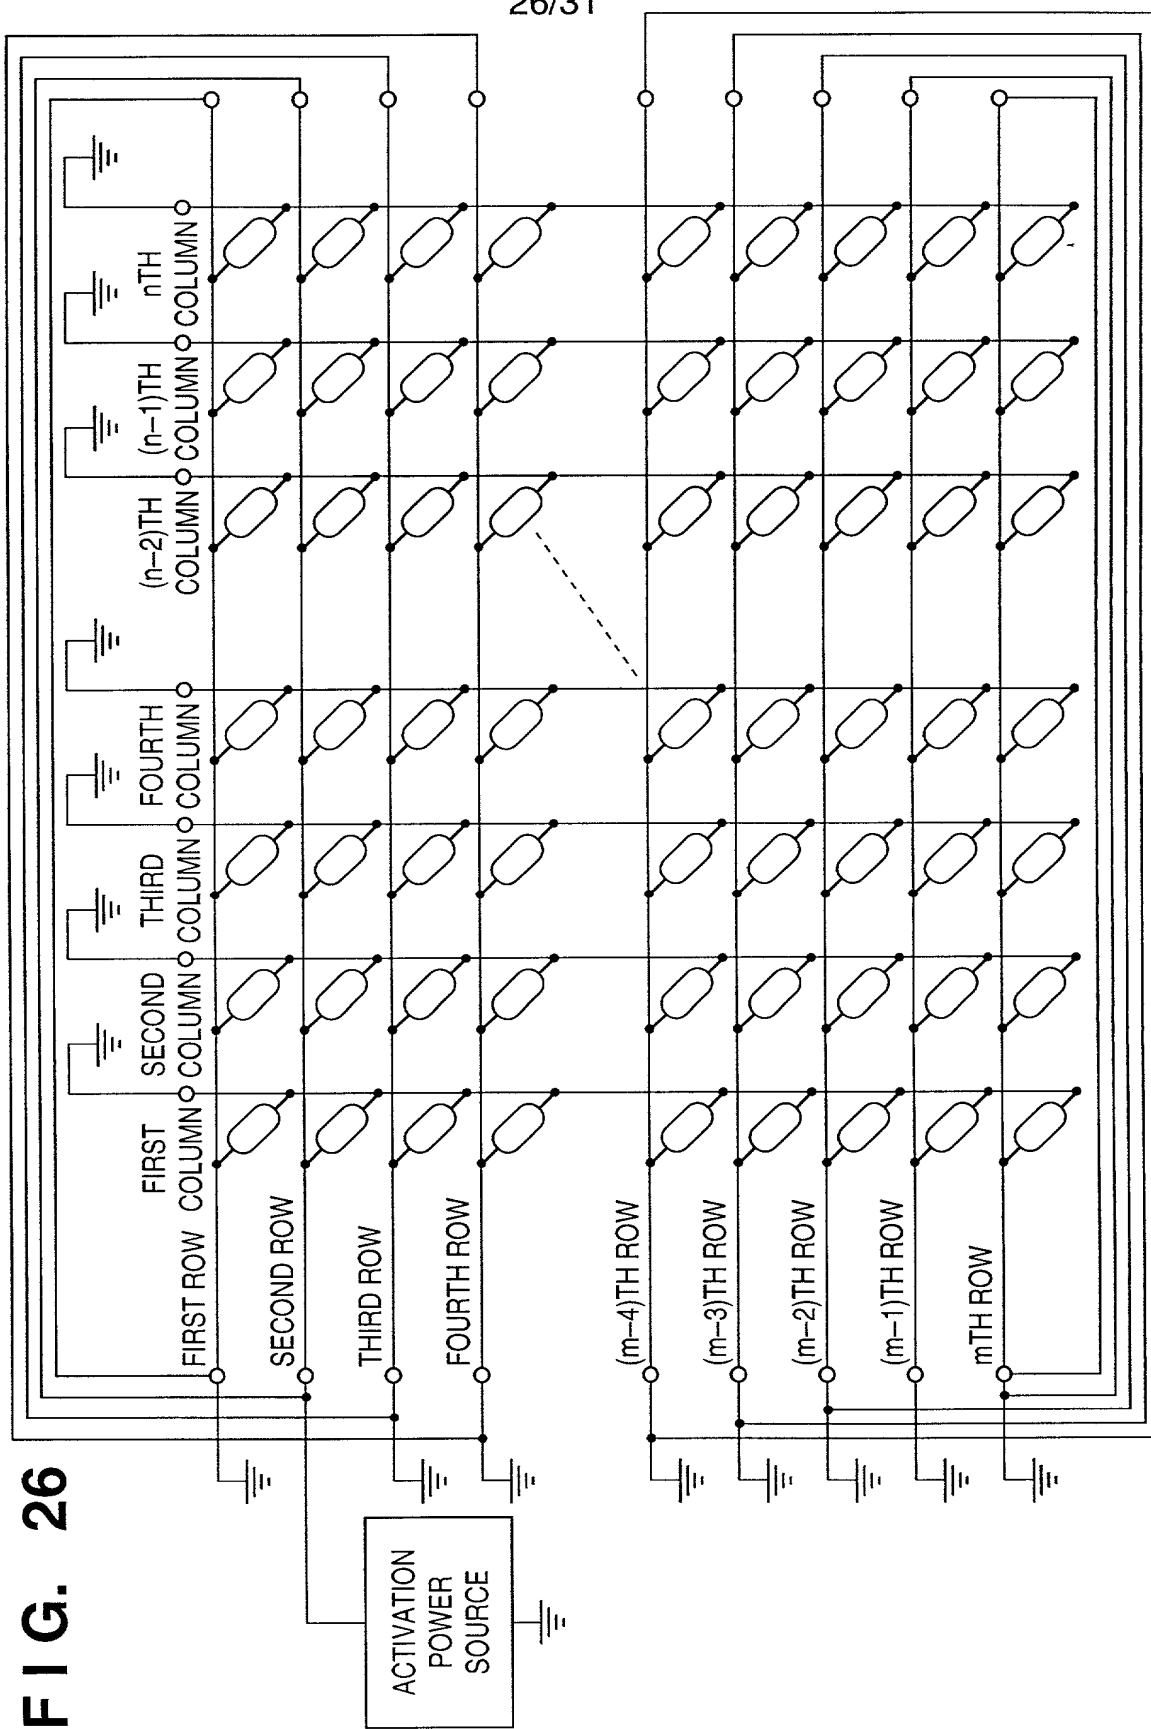 26/31
FIG. 26
nTH
COLUMN
(n–1)TH
COLUMN
(n–2)TH
COLUMN
FOURTH
COLUMN
THIRD
COLUMN
SECOND
COLUMN
FIRST
COLUMN
FIRST ROW
SECOND ROW
THIRD ROW
FOURTH ROW
(m–4)TH ROW
(m–3)TH ROW
(m–2)TH ROW
(m–1)TH ROW
mTH ROW
ACTIVATION
POWER
SOURCE